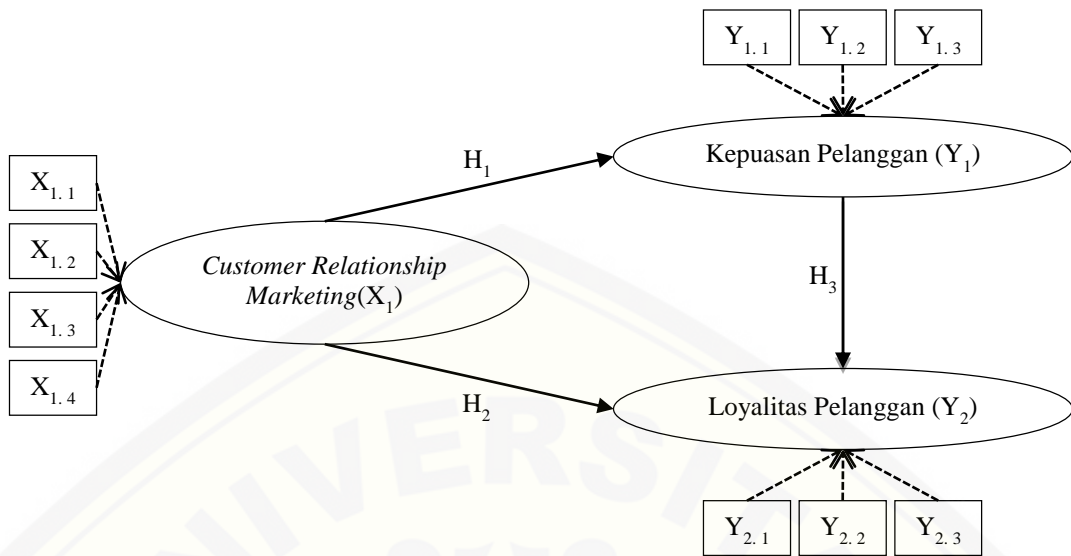 Y1.1 Y1.2 Y1.3
Kepuasan Pelanggan (Y1)
H1
X1.1
X1.2
X1.3
X1.4
Customer Relationship
Marketing(X1)
H3
H2
Loyalitas Pelanggan (Y2)
Y2.1 Y2.2 Y2.3
UNIVERSITA